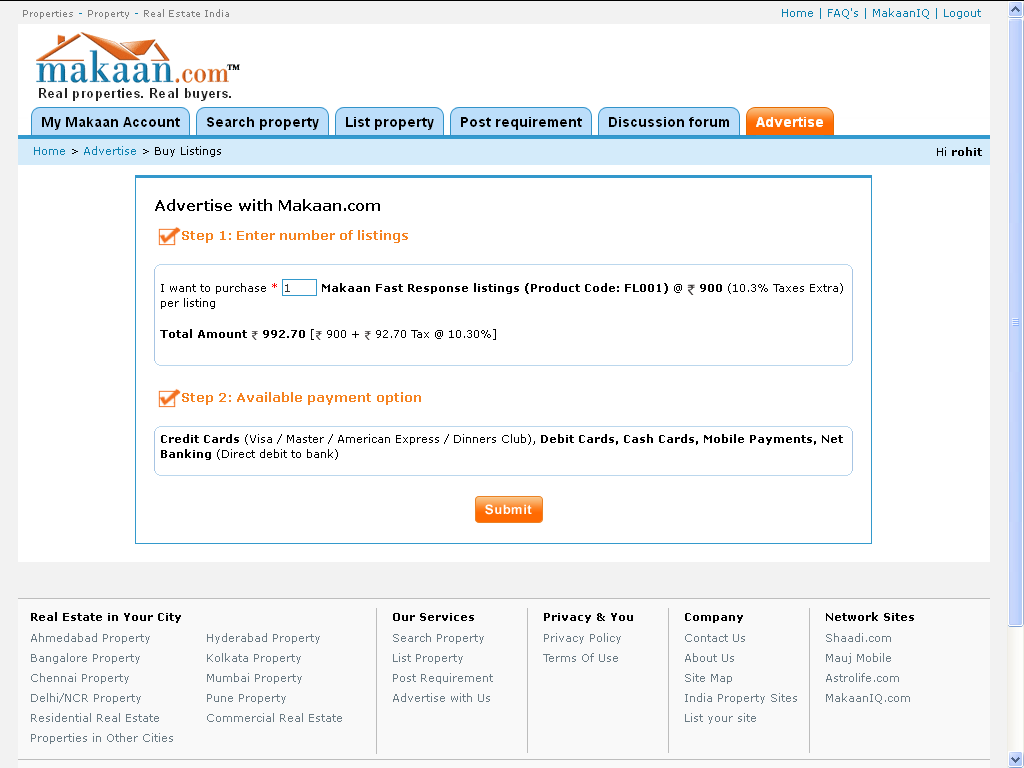 Properties - Property - Real Estate India
Home | FAQ's | MakaanIQ | Logout
makaan.com™
Real properties. Real buyers.
My Makaan Account Search property List property Post requirement Discussion forum Advertise
Home > Advertise > Buy Listings
Hi rohit
Advertise with Makaan.com
Step 1: Enter number of listings
I want to purchase * 1 Makaan Fast Response listings (Product Code: FL001) @ ₹ 900 (10.3% Taxes Extra)
per listing
Total Amount ₹ 992.70 [₹ 900 + ₹ 92.70 Tax @ 10.30%]
Step 2: Available payment option
Credit Cards (Visa / Master / American Express / Dinners Club), Debit Cards, Cash Cards, Mobile Payments, Net
Banking (Direct debit to bank)
Submit
Real Estate in Your City
Ahmedabad Property
Bangalore Property
Chennai Property
Delhi/NCR Property
Residential Real Estate
Properties in Other Cities
Hyderabad Property
Kolkata Property
Mumbai Property
Pune Property
Commercial Real Estate
Our Services
Search Property
List Property
Post Requirement
Advertise with Us
Privacy & You
Privacy Policy
Terms Of Use
Company
Contact Us
About Us
Site Map
India Property Sites
List your site
Network Sites
Shaadi.com
Mauj Mobile
Astrolife.com
MakaanIQ.com